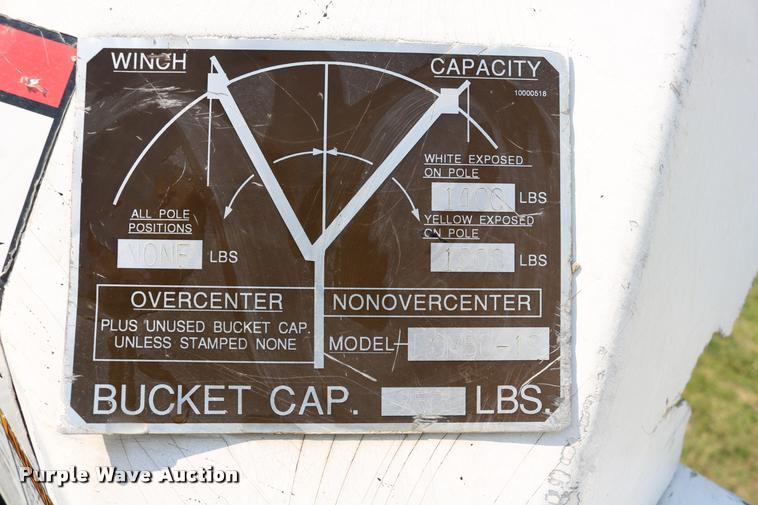 WINCH CAPACITY
10000518
WHITE EXPOSED
ON POLE
LBS
YELLOW EXPOSED
ON POLE
LBS
ALL POLE
POSITIONS
NONE LBS
OVERCENTER
PLUS UNUSED BUCKET CAP.
UNLESS STAMPED NONE
NONOVERCENTER
MODEL
BUCKET CAP. LBS.
Purple Wave Auction